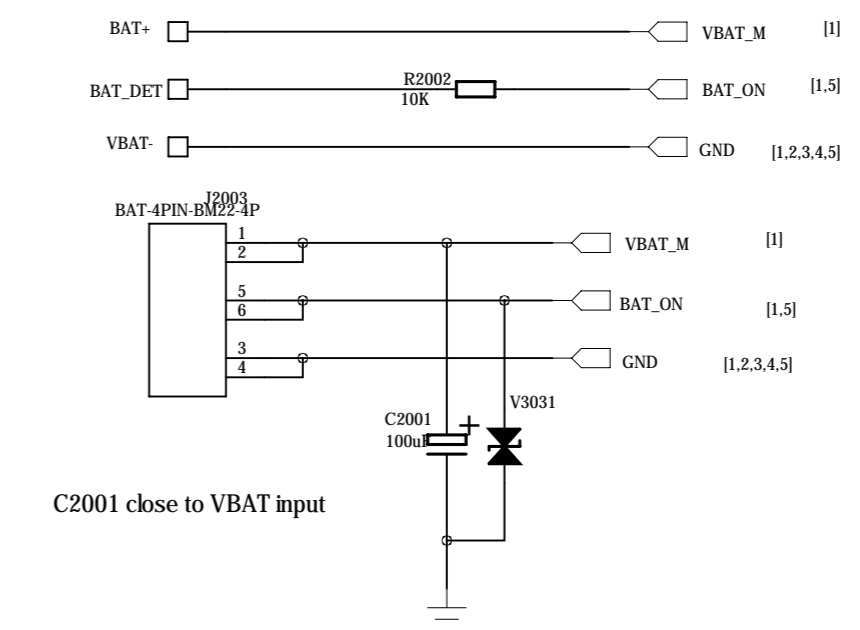 BAT+ VBAT_M [1]
BAT_DET R2002 BAT_ON [1,5]
10K
VBAT- GND [1,2,3,4,5]
J2003
BAT-4PIN-BM22-4P
1 VBAT_M [1]
2
5 BAT_ON [1,5]
6
3 GND [1,2,3,4,5]
4
V3031
C2001 +
100uF
C2001 close to VBAT input